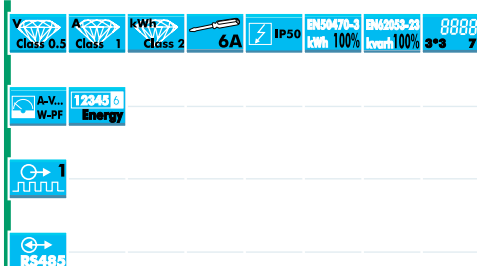 V Class 0.5
A Class 1
kWh Class 2
6A
IP50
EN50470-3
kWh 100%
EN62053-23
kvarh 100%
8888
3*3 7
A-V...
W-PF
12345 6
Energy
1
RS485